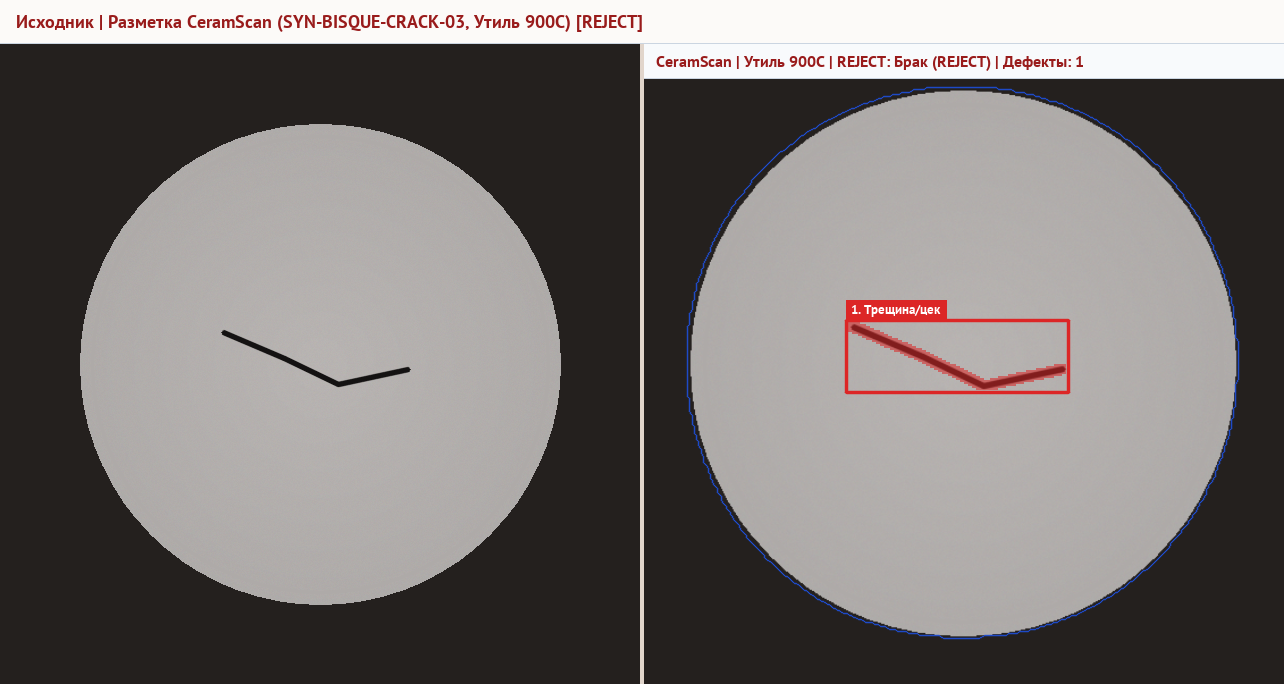 Исходник | Разметка CeramScan (SYN-BISQUE-CRACK-03, Утиль 900C) [REJECT]
CeramScan | Утиль 900C | REJECT: Брак (REJECT) | Дефекты: 1
1. Трещина/цек